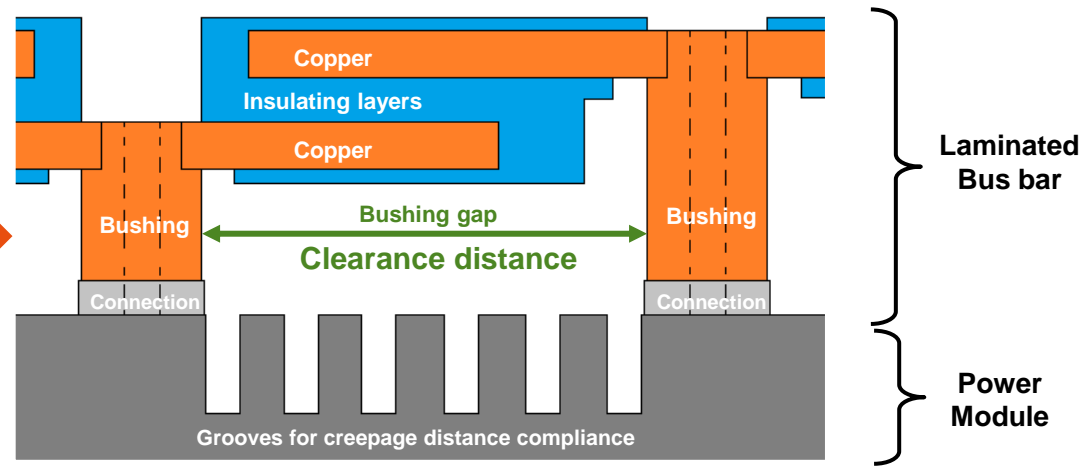 Copper
Insulating layers
Copper
Bushing
Bushing gap
Bushing
Clearance distance
Connection
Connection
Grooves for creepage distance compliance
Laminated
Bus bar
Power
Module